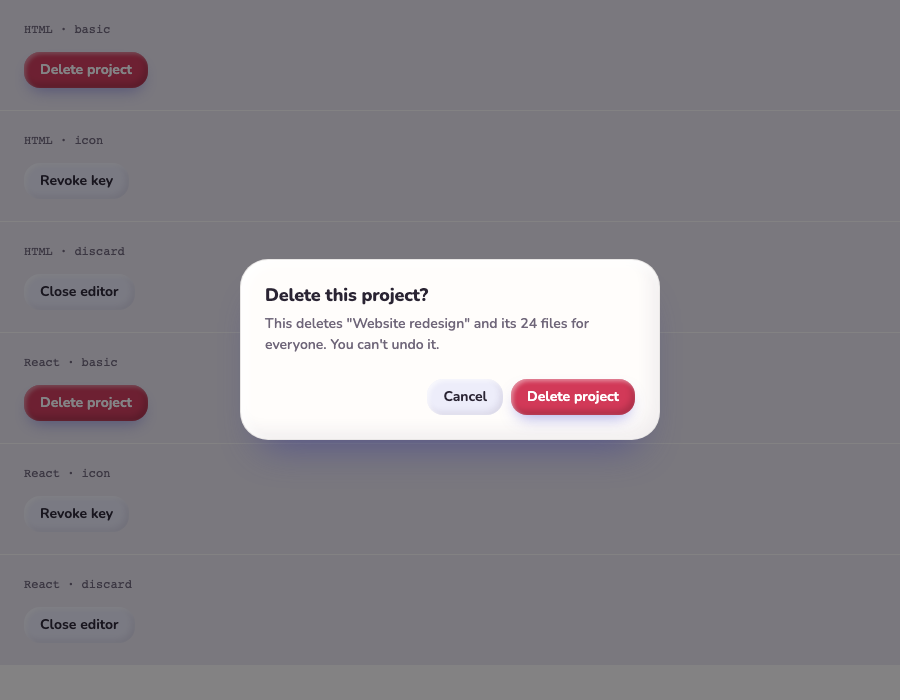 HTML · basic
Delete project
HTML · icon
Revoke key
HTML · discard
Close editor
Delete this project?
This deletes "Website redesign" and its 24 files for
everyone. You can't undo it.
Cancel
Delete project
React · basic
Delete project
React · icon
Revoke key
React · discard
Close editor